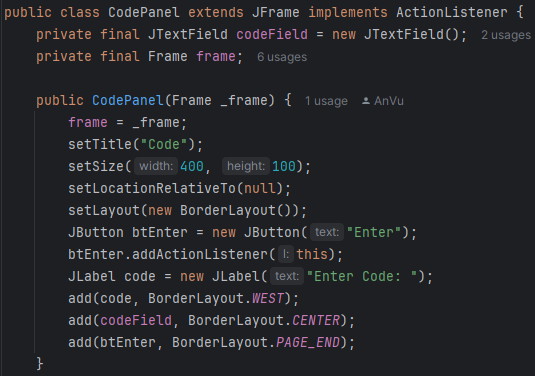 public class CodePanel extends JFrame implements ActionListener {
private final JTextField codeField = new JTextField(); 2 usages
private final Frame frame; 6 usages
public CodePanel(Frame _frame) { 1 usage AnVu
frame = _frame;
setTitle("Code");
setSize( width: 400, height: 100);
setLocationRelativeTo(null);
setLayout(new BorderLayout());
JButton btEnter = new JButton( text: "Enter");
btEnter.addActionListener( l: this);
JLabel code = new JLabel( text: "Enter Code: ");
add(code, BorderLayout.WEST);
add(codeField, BorderLayout.CENTER);
add(btEnter, BorderLayout.PAGE_END);
}